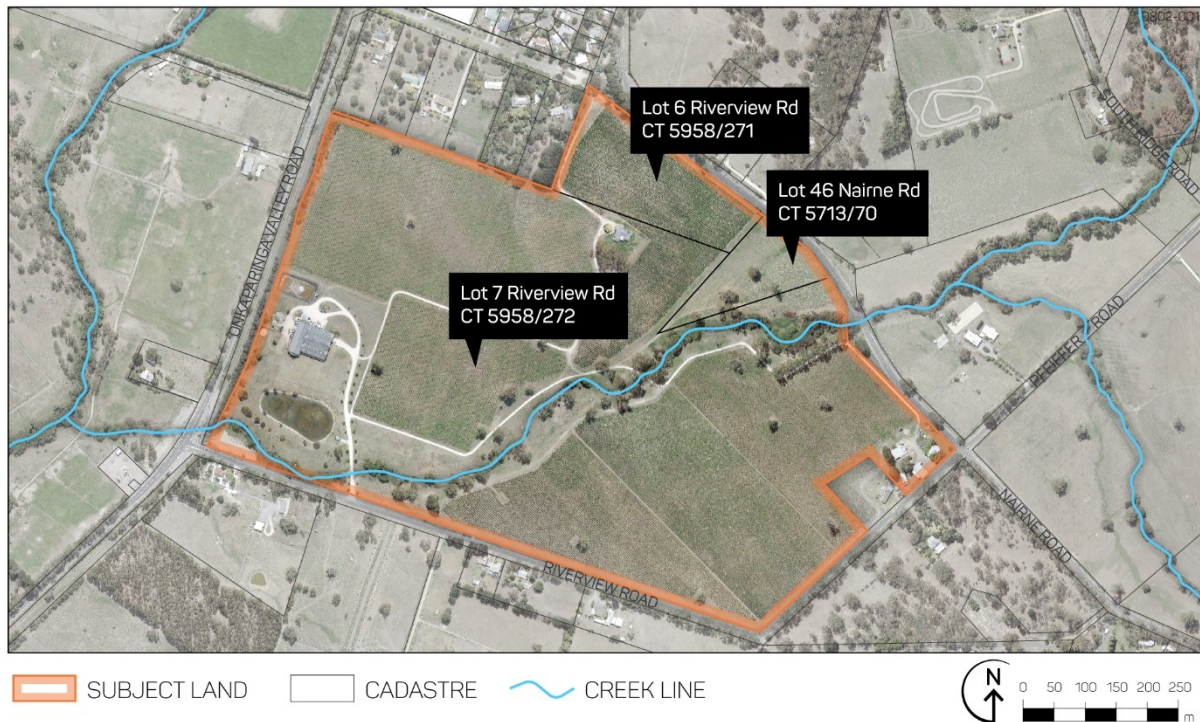 SOUTH RIDGE ROAD
Lot 6 Riverview Rd
CT 5958/271
Lot 46 Nairne Rd
CT 5713/70
ONKAPARINGA VALLEY ROAD
Lot 7 Riverview Rd
CT 5958/272
PFEIFFER ROAD
NAIRNE ROAD
RIVERVIEW ROAD
SUBJECT LAND
CADASTRE
CREEK LINE
N
0 50 100 150 200 250
m